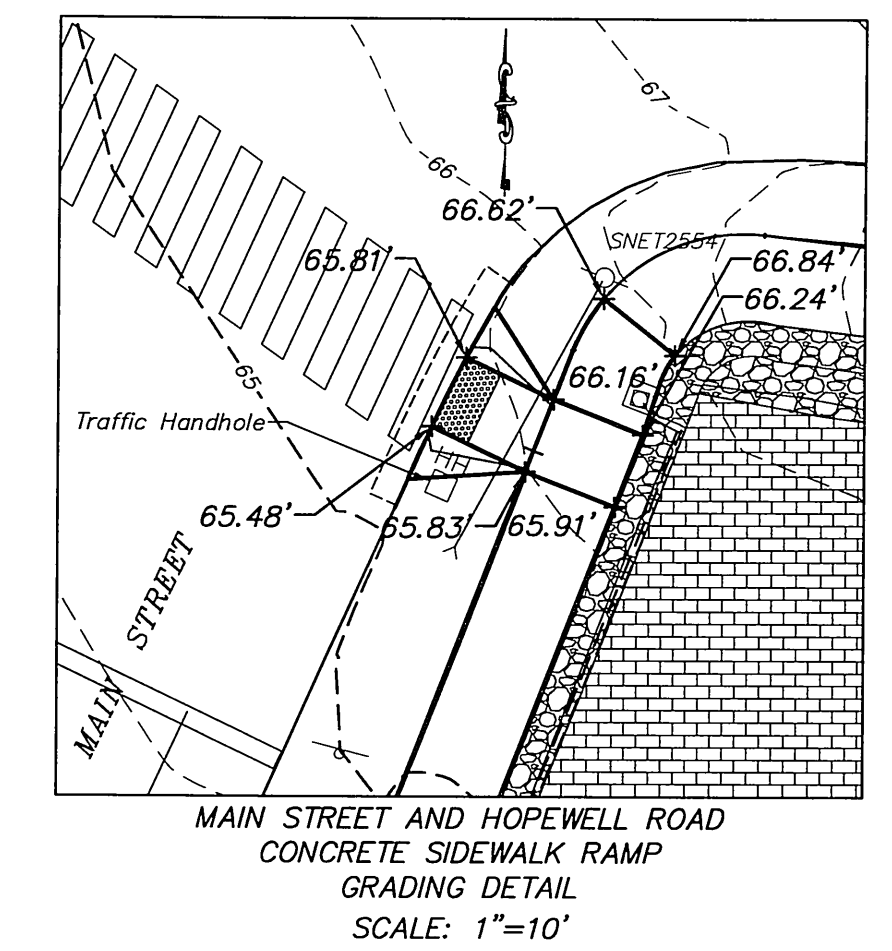 67
66
66.62'
SNET2554
65.81'
66.84'
66.24'
66.16'
65
Traffic Handhole
HH
65.48'
65.83'
65.91'
MAIN STREET
MAIN STREET AND HOPEWELL ROAD
CONCRETE SIDEWALK RAMP
GRADING DETAIL
SCALE: 1"=10'